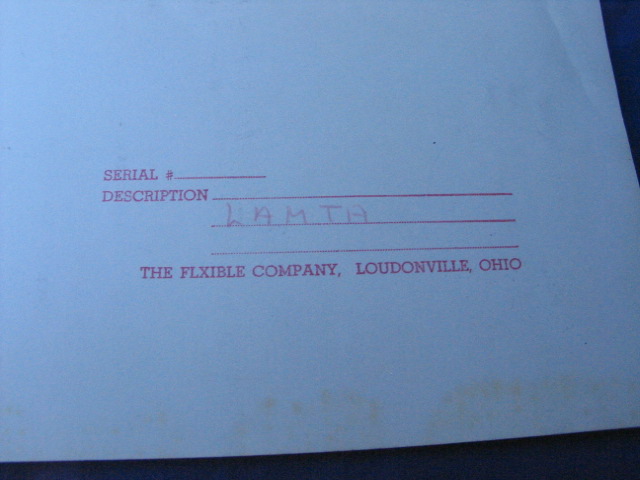 SERIAL #
DESCRIPTION
LAMTA
THE FLXIBLE COMPANY, LOUDONVILLE, OHIO